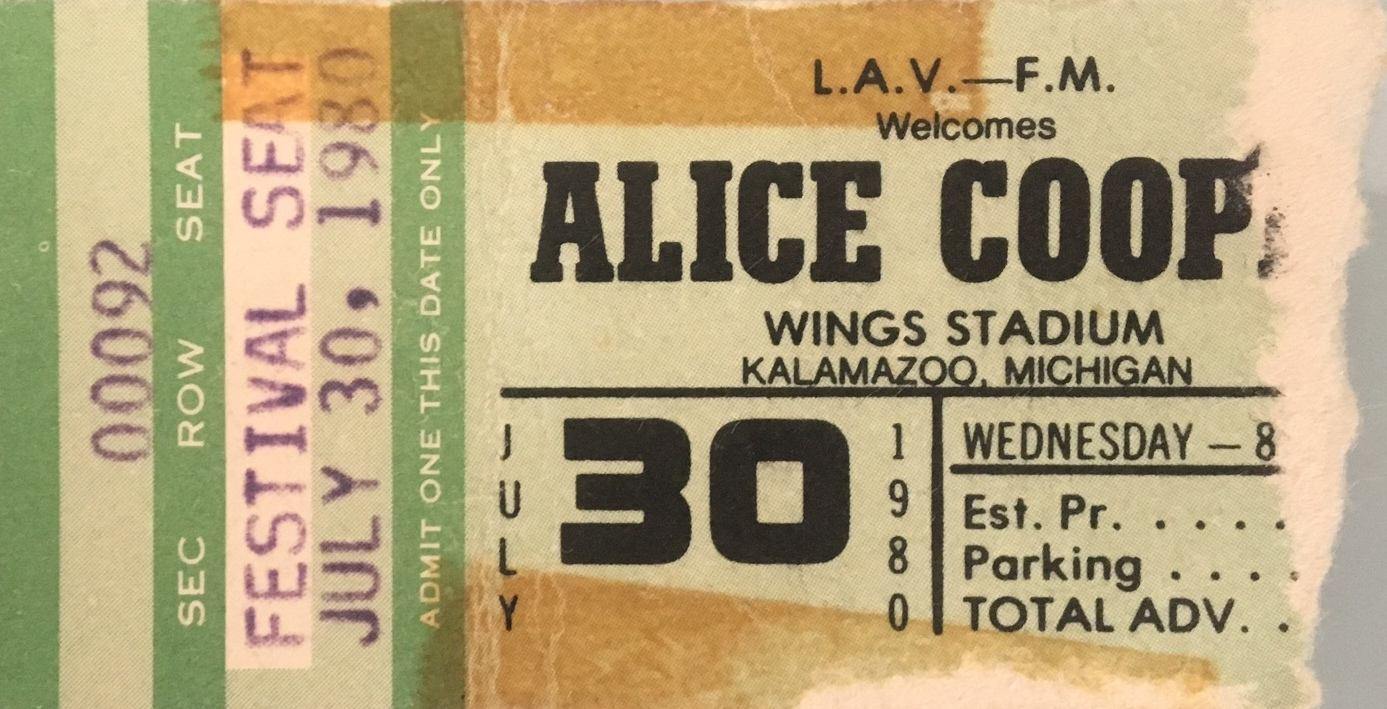 00092
SEC ROW SEAT
FESTIVAL SEAT
JULY 30, 1980
ADMIT ONE THIS DATE ONLY
L.A.V.—F.M.
Welcomes
ALICE COOP
WINGS STADIUM
KALAMAZOO, MICHIGAN
JULY 30 1980
WEDNESDAY – 8
Est. Pr. . . . .
Parking . . . .
TOTAL ADV. .